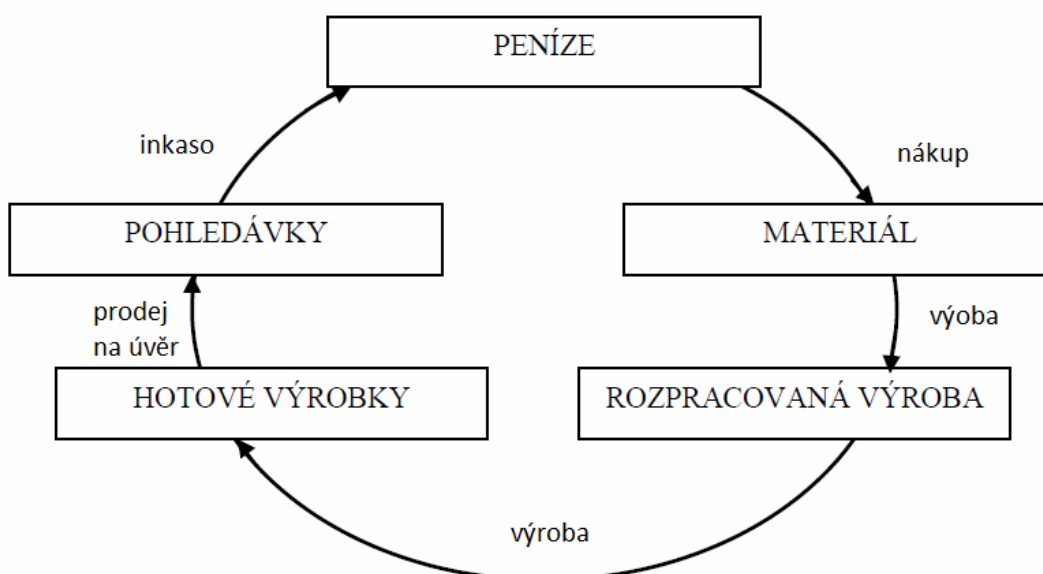 PENÍZE
inkaso
nákup
POHLEDÁVKY
MATERIÁL
prodej
na úvěr
výoba
HOTOVÉ VÝROBKY
ROZPRACOVANÁ VÝROBA
výroba